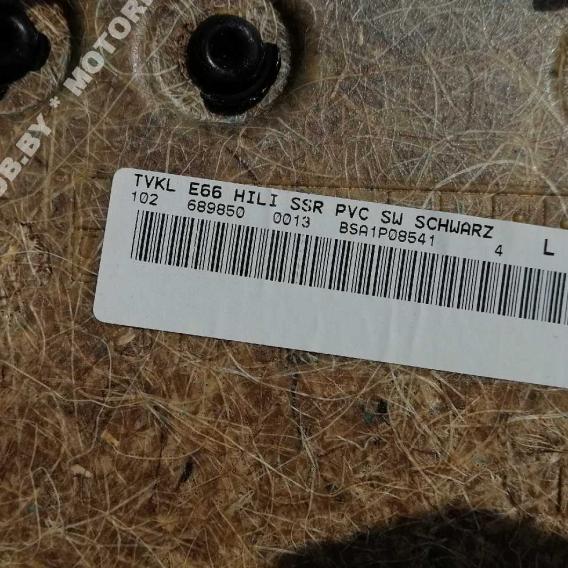 TVKL E66 HILI SSR PVC SW SCHWARZ
102 689850 0013 BSA1P08541 4 L